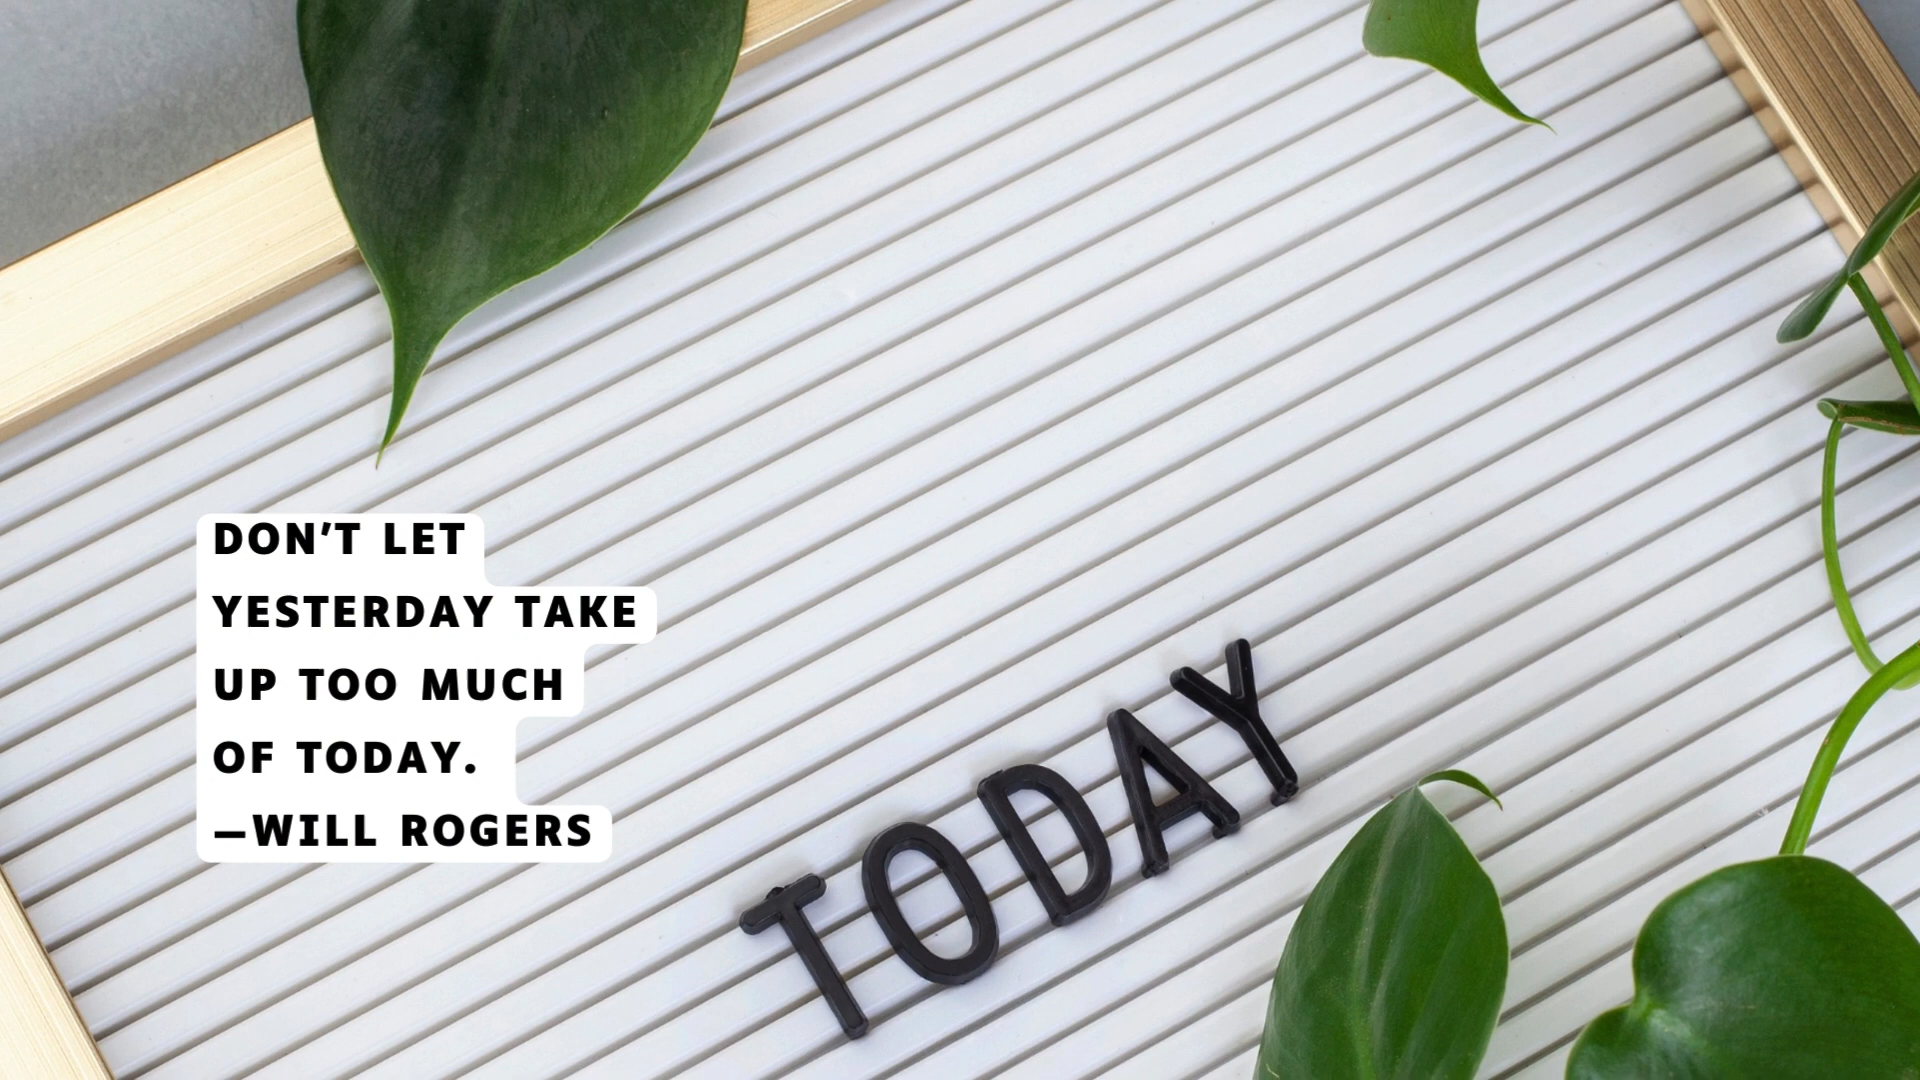 DON’T LET
YESTERDAY TAKE
UP TOO MUCH
OF TODAY.
—WILL ROGERS
TODAY